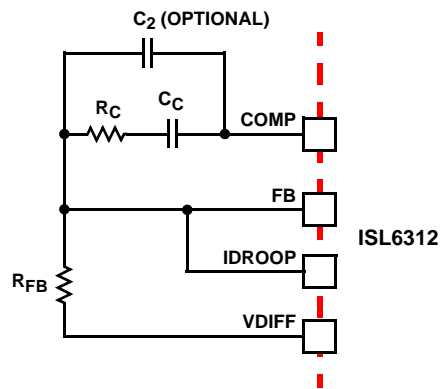 C2 (OPTIONAL)
RC
CC
COMP
FB
ISL6312
IDROOP
RFB
VDIFF